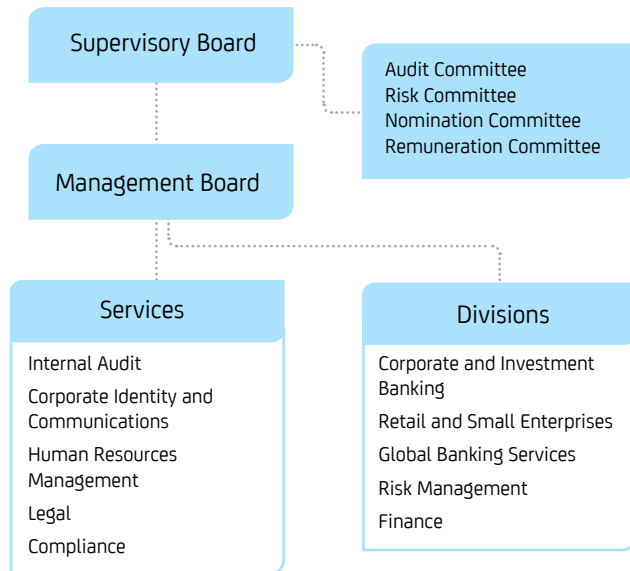 Supervisory Board
Audit Committee
Risk Committee
Nomination Committee
Remuneration Committee
Management Board
Services
Internal Audit
Corporate Identity and
Communications
Human Resources
Management
Legal
Compliance
Divisions
Corporate and Investment
Banking
Retail and Small Enterprises
Global Banking Services
Risk Management
Finance